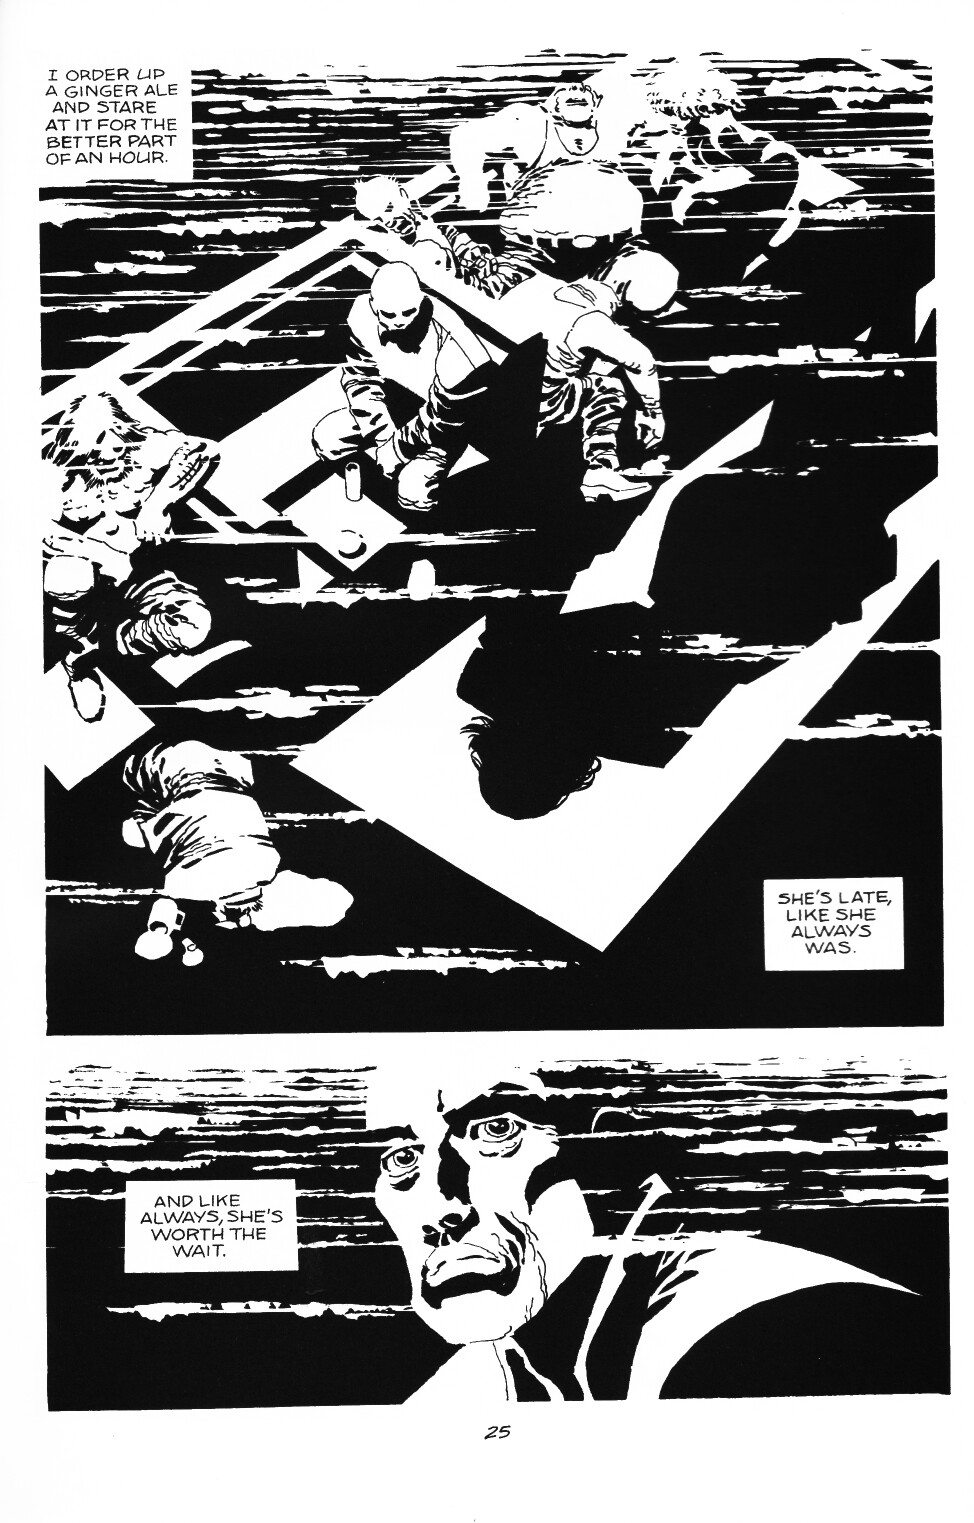 I ORDER UP
A GINGER ALE
AND STARE
AT IT FOR THE
BETTER PART
OF AN HOUR.
SHE'S LATE,
LIKE SHE
ALWAYS
WAS.
AND LIKE
ALWAYS, SHE'S
WORTH THE
WAIT.
25